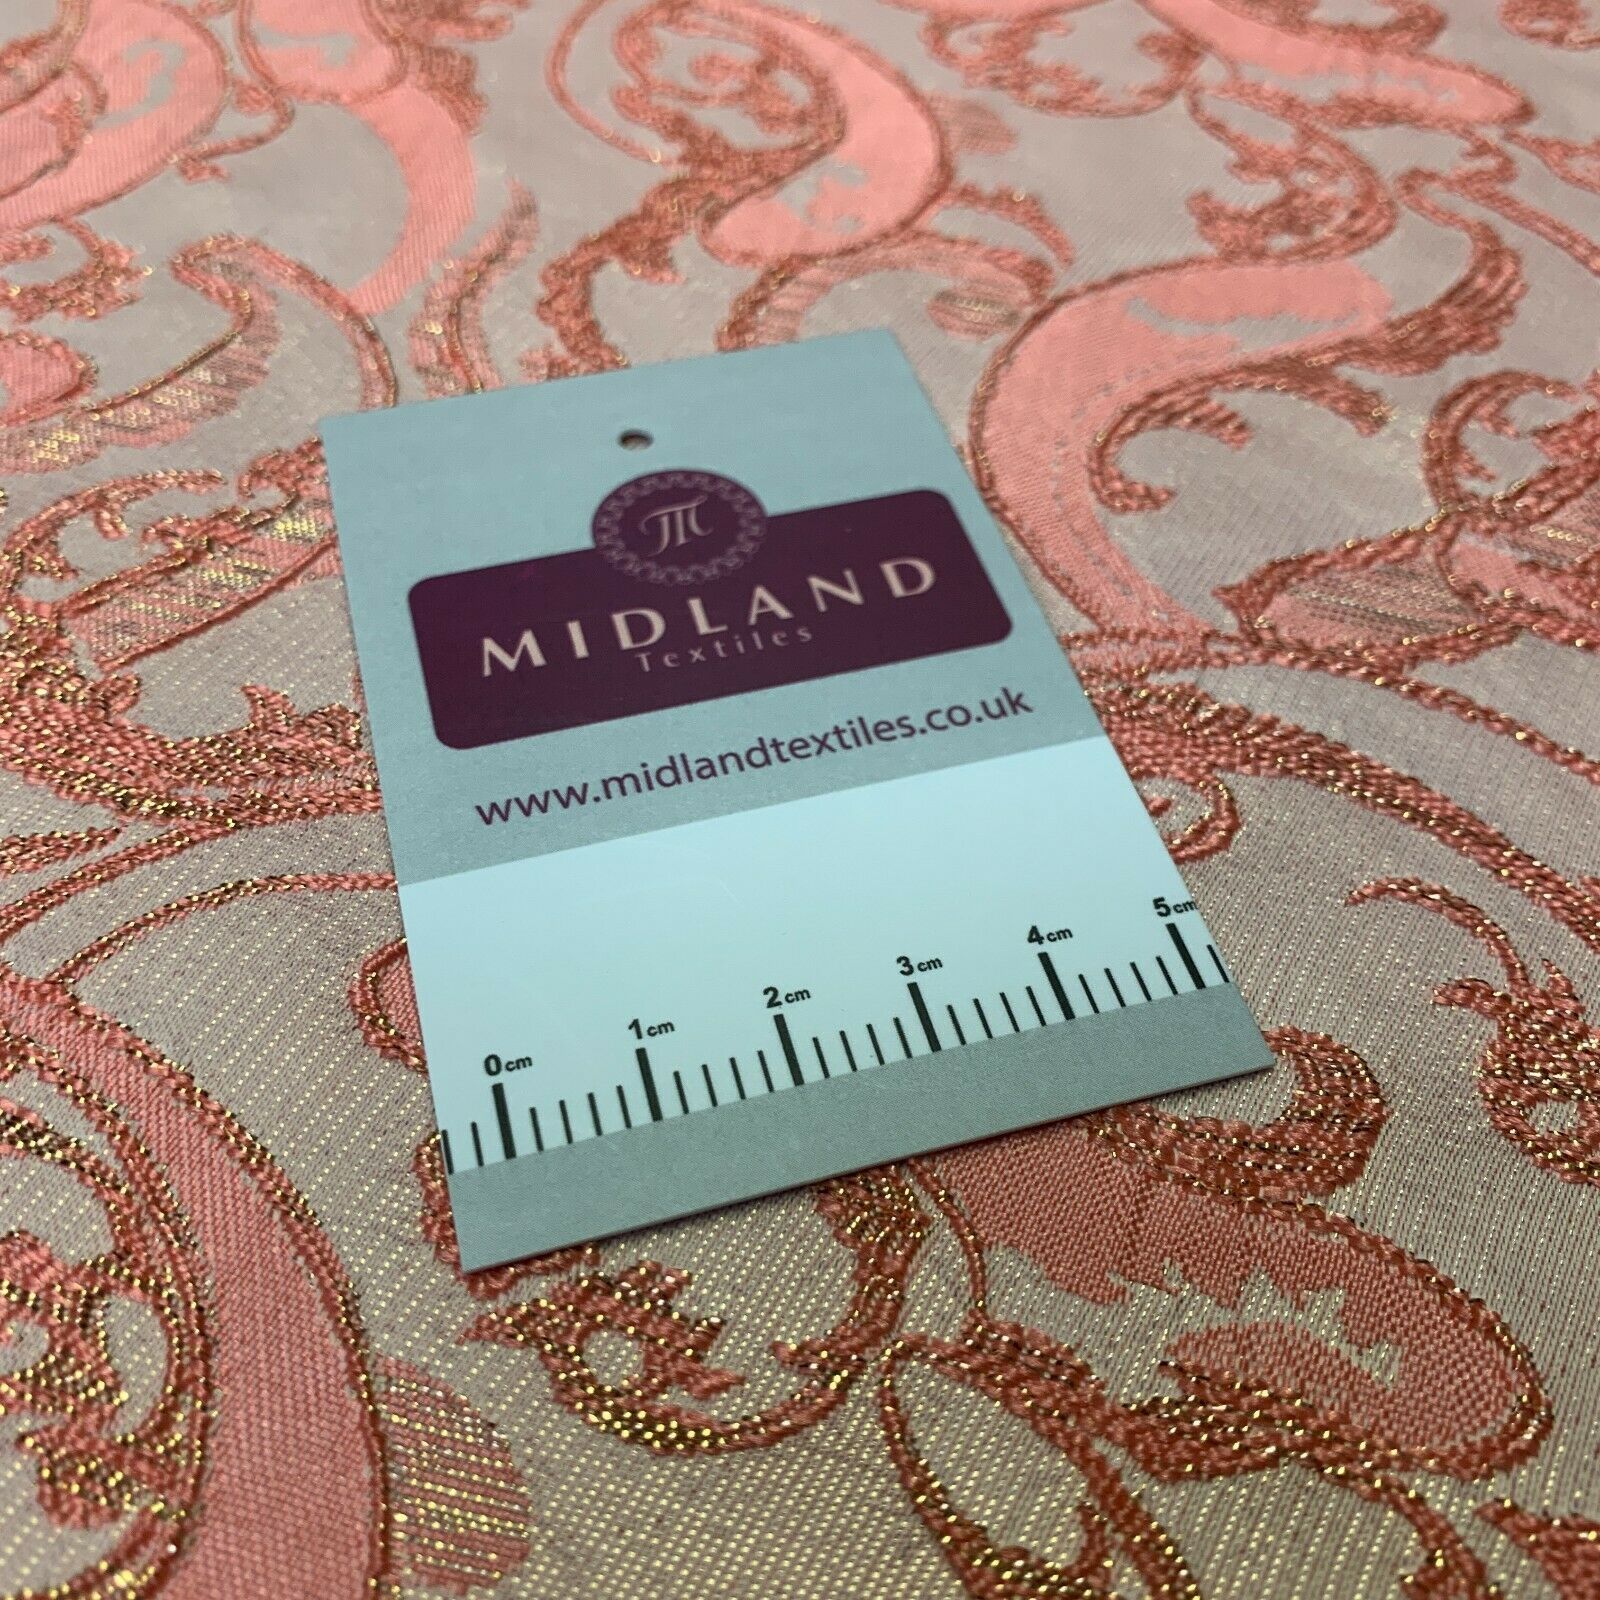 M
MIDLAND
Textiles
www.midlandtextiles.co.uk
0cm 1cm 2cm 3cm 4cm 5cm